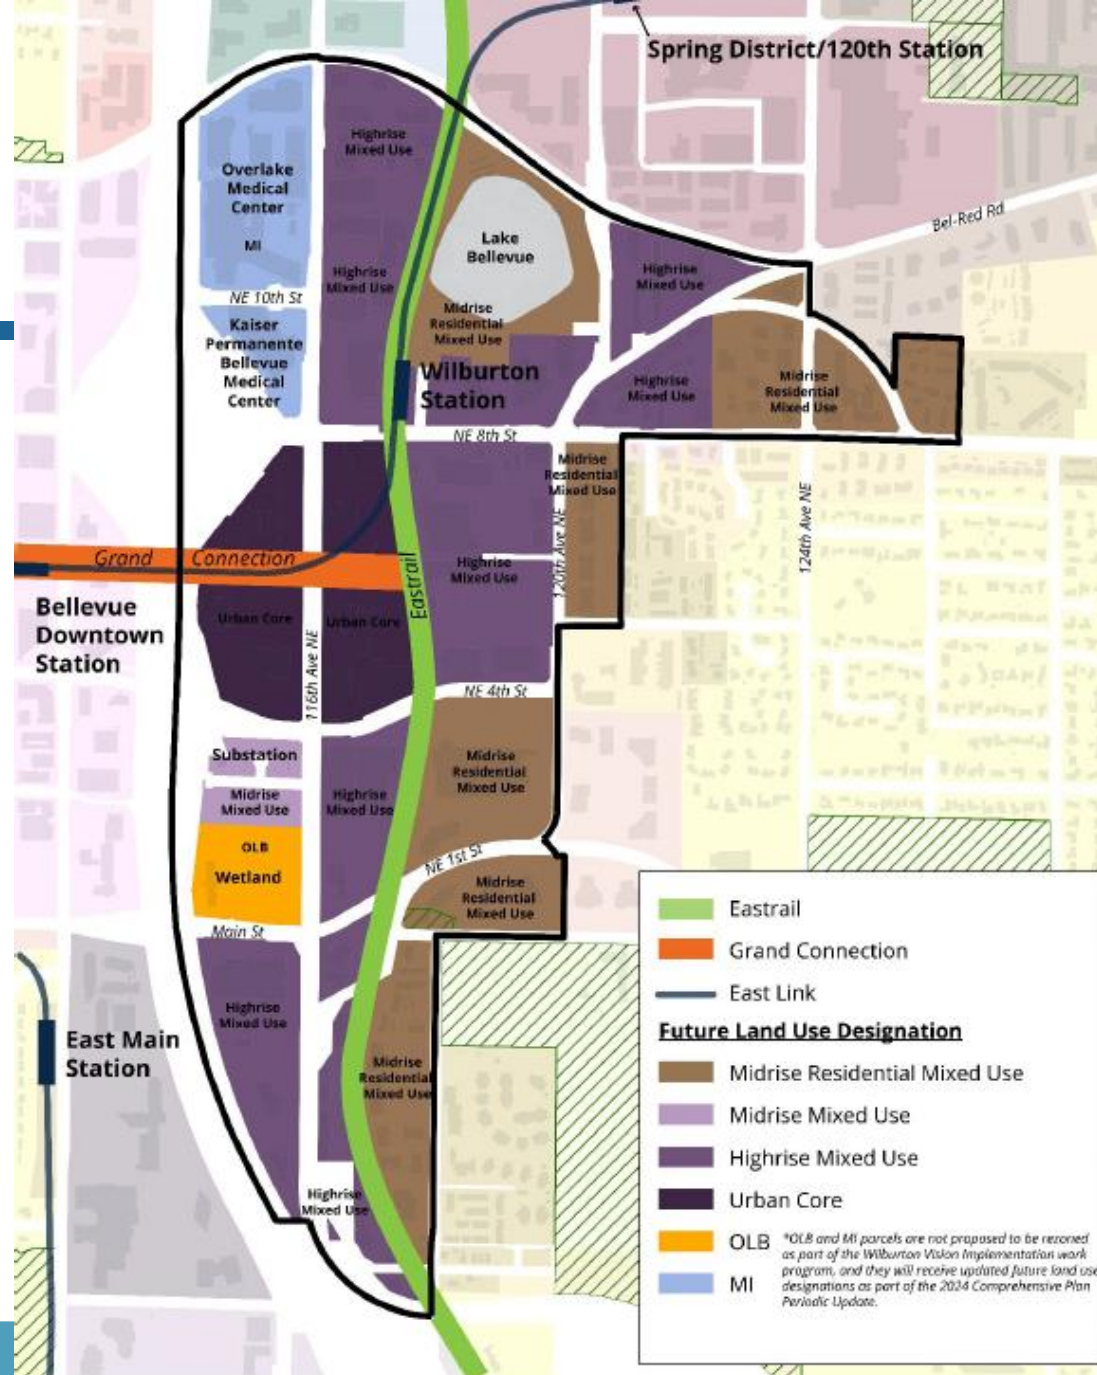 Spring District/120th Station
Bel-Red Rd
Highrise
Mixed Use
Overlake
Medical
Center
MI
Lake
Bellevue
Highrise
Mixed Use
Highrise
Mixed Use
NE 10th St
Midrise
Residential
Mixed Use
Kaiser
Permanente
Bellevue
Medical
Center
Wilburton
Station
Highrise
Mixed Use
Midrise
Residential
Mixed Use
NE 8th St
Midrise
Residential
Mixed Use
120th Ave NE
124th Ave NE
Grand Connection
Highrise
Mixed Use
Eastrail
Bellevue
Downtown
Station
Urban Core
Urban Core
116th Ave NE
NE 4th St
Substation
Midrise
Mixed Use
Highrise
Mixed Use
Midrise
Residential
Mixed Use
OLB
Wetland
NE 1st St
Midrise
Residential
Mixed Use
Main St
Highrise
Mixed Use
East Main
Station
Midrise
Residential
Mixed Use
Highrise
Mixed Use
Eastrail
Grand Connection
East Link
Future Land Use Designation
Midrise Residential Mixed Use
Midrise Mixed Use
Highrise Mixed Use
Urban Core
OLB
MI
*OLB and MI parcels are not proposed to be rezoned
as part of the Wilburton Vision Implementation work
program, and they will receive updated future land use
designations as part of the 2024 Comprehensive Plan
Periodic Update.